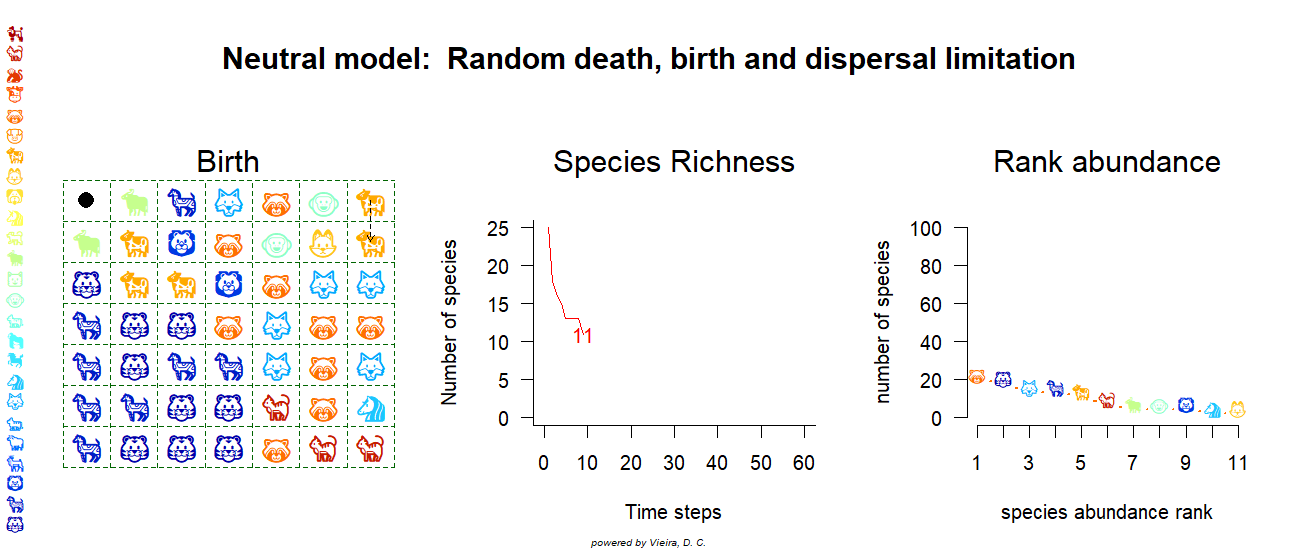 Neutral model:  Random death, birth and dispersal limitation
Birth
Species Richness
Number of species
25
20
15
10
5
0
11
0 10 20 30 40 50 60
Time steps
Rank abundance
number of species
100
80
60
40
20
0
1 3 5 7 9 11
species abundance rank
powered by Vieira, D. C.